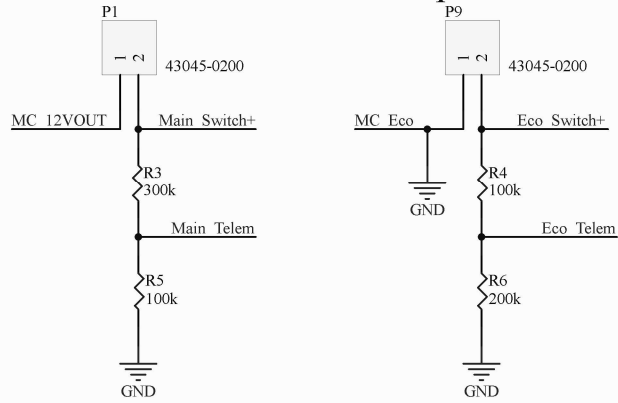 P1
1 2
43045-0200
MC 12VOUT
Main Switch+
R3
300k
Main Telem
R5
100k
GND
P9
1 2
43045-0200
MC Eco
Eco Switch+
GND
R4
100k
Eco Telem
R6
200k
GND